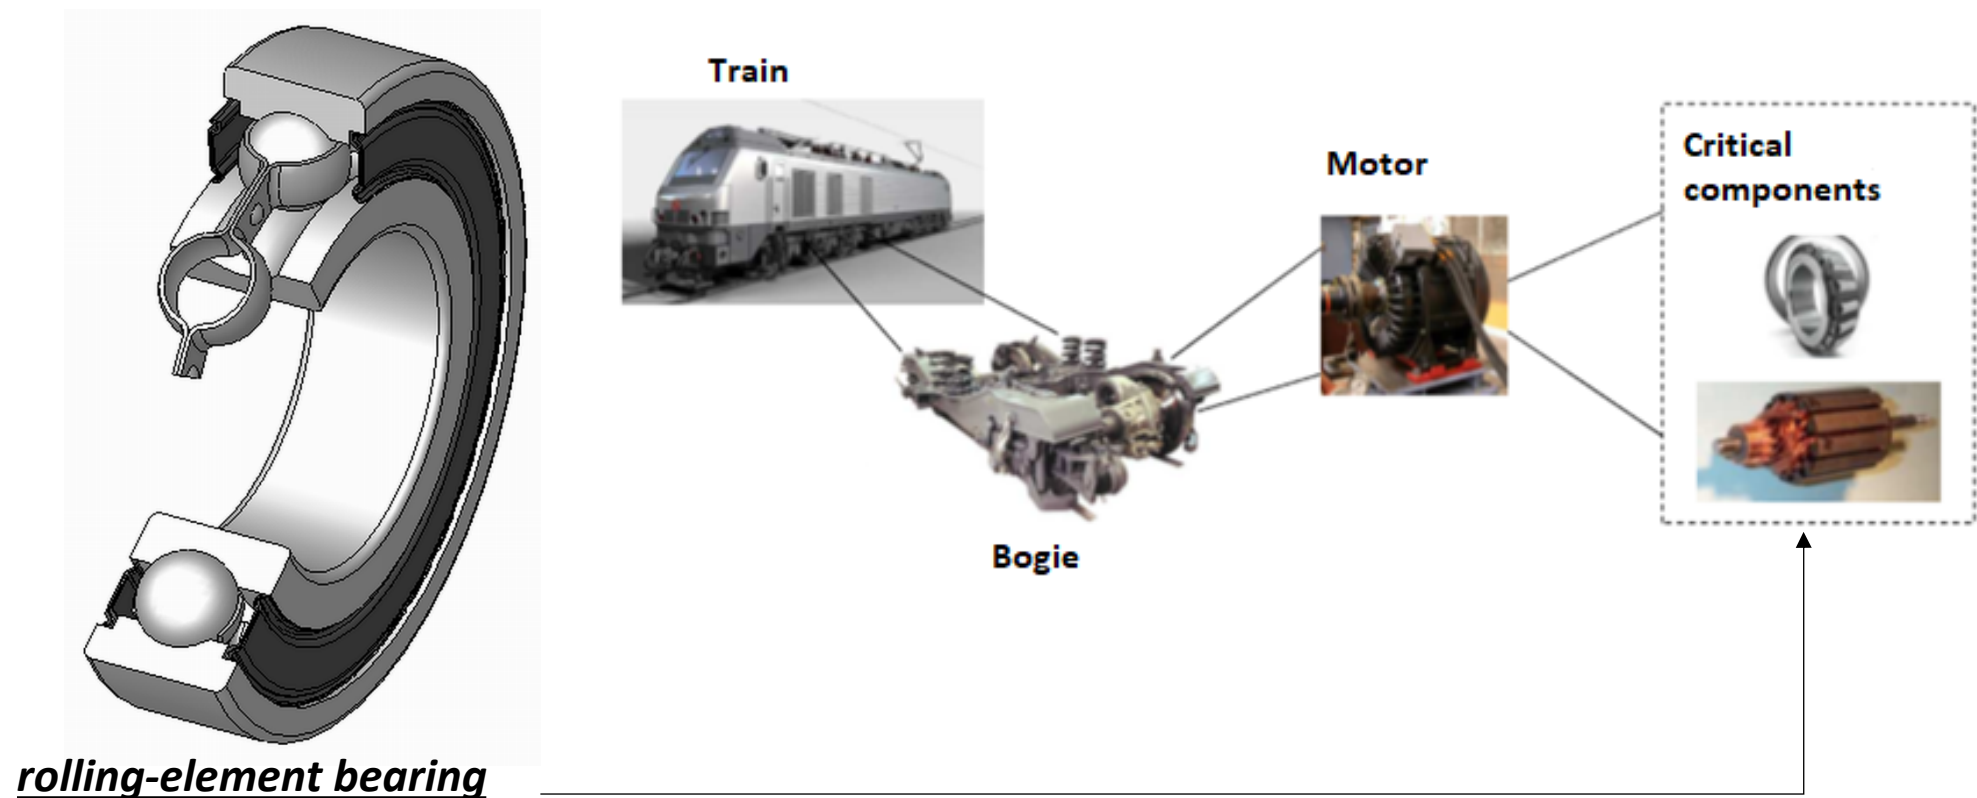 Train
Motor
Critical
components
Bogie
rolling-element bearing